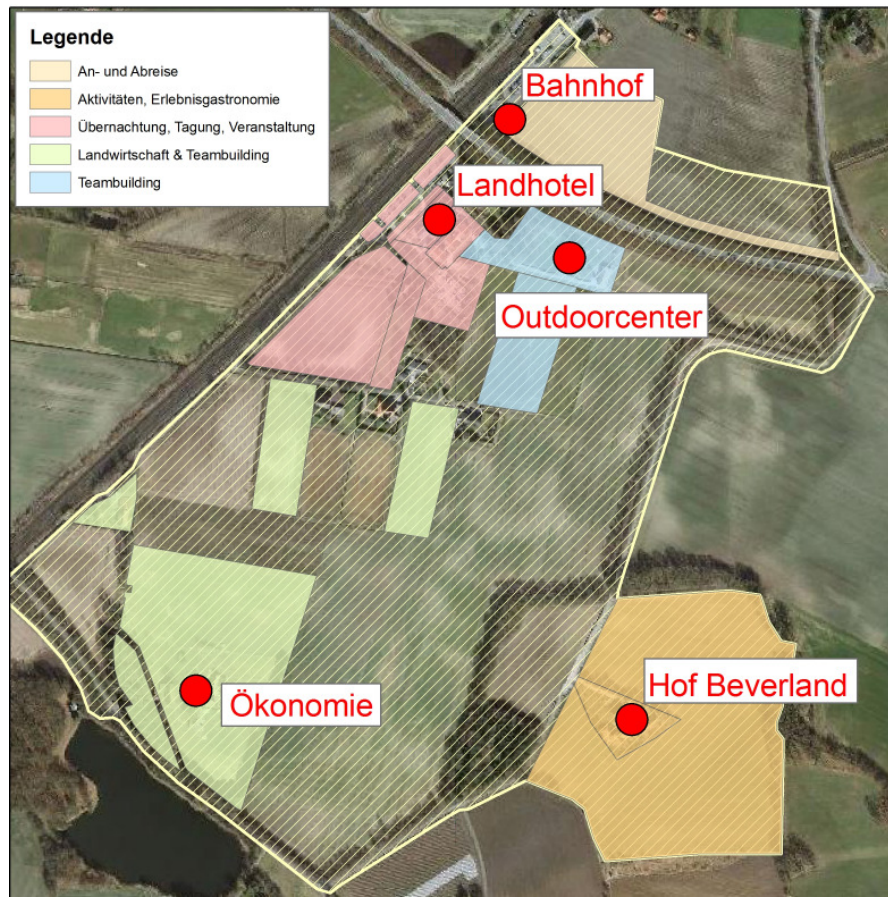 Legende
An- und Abreise
Aktivitäten, Erlebnisgastronomie
Übernachtung, Tagung, Veranstaltung
Landwirtschaft & Teambuilding
Teambuilding
Bahnhof
Landhotel
Outdoorcenter
Hof Beverland
Ökonomie